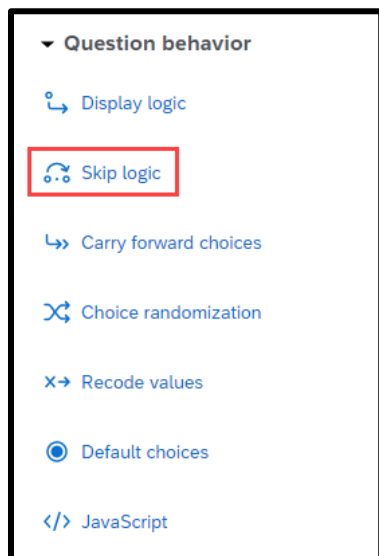 Question behavior
Display logic
Skip logic
Carry forward choices
Choice randomization
Recode values
Default choices
JavaScript